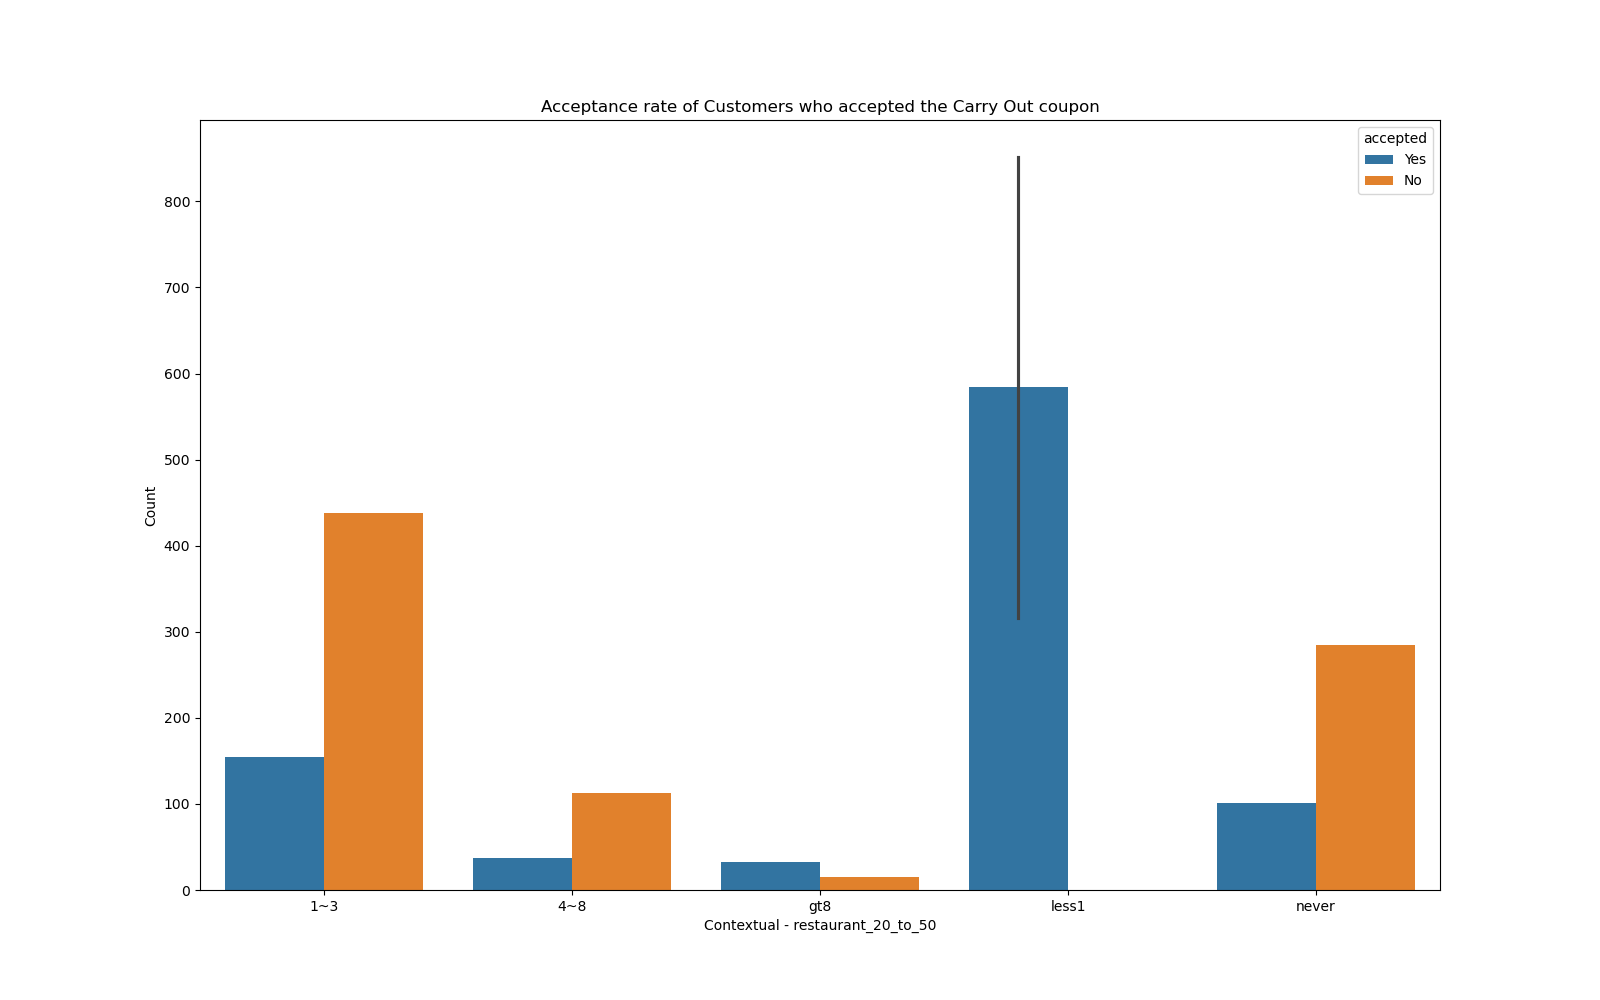 Acceptance rate of Customers who accepted the Carry Out coupon
accepted
Yes
No
800
700
600
500
400
300
200
100
0
Count
1~3
4~8
gt8
less1
never
Contextual - restaurant_20_to_50